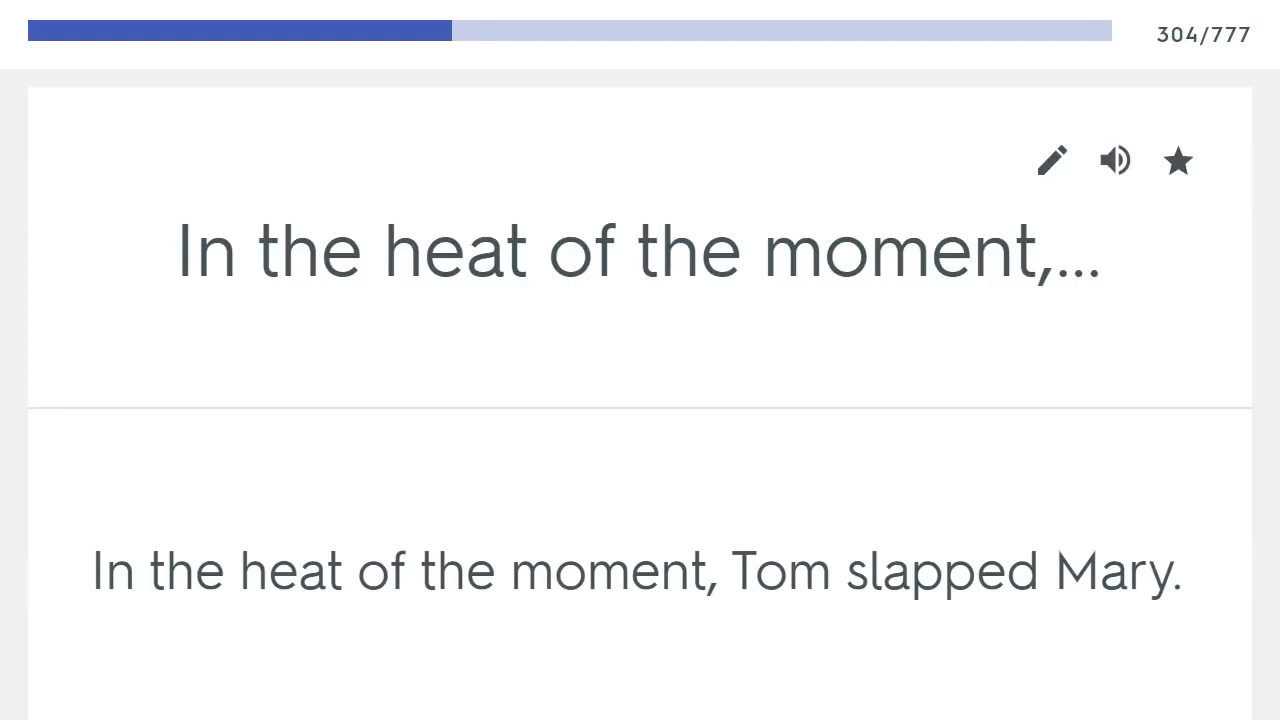 304/777
In the heat of the moment,...
In the heat of the moment, Tom slapped Mary.